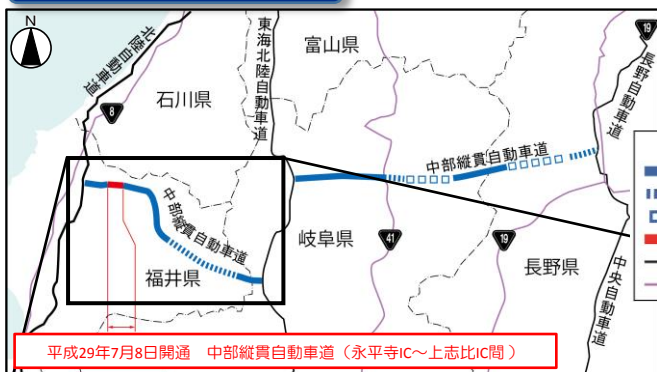 N
北陸自動車道
8
石川県
東海北陸自動車道
富山県
19
長野自動車道
中部縦貫自動車道
中部縦貫自動車道
岐阜県
41
19
長野県
中央自動車道
福井県
平成29年7月8日開通　中部縦貫自動車道（永平寺IC～上志比IC間）